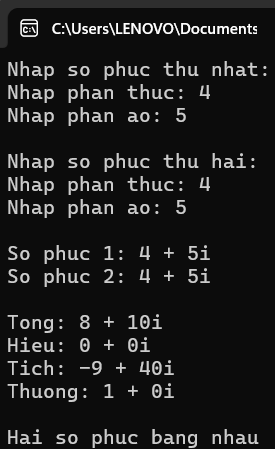 C:\Users\LENOVO\Documents
Nhap so phuc thu nhat:
Nhap phan thuc: 4
Nhap phan ao: 5
Nhap so phuc thu hai:
Nhap phan thuc: 4
Nhap phan ao: 5
So phuc 1: 4 + 5i
So phuc 2: 4 + 5i
Tong: 8 + 10i
Hieu: 0 + 0i
Tich: -9 + 40i
Thuong: 1 + 0i
Hai so phuc bang nhau